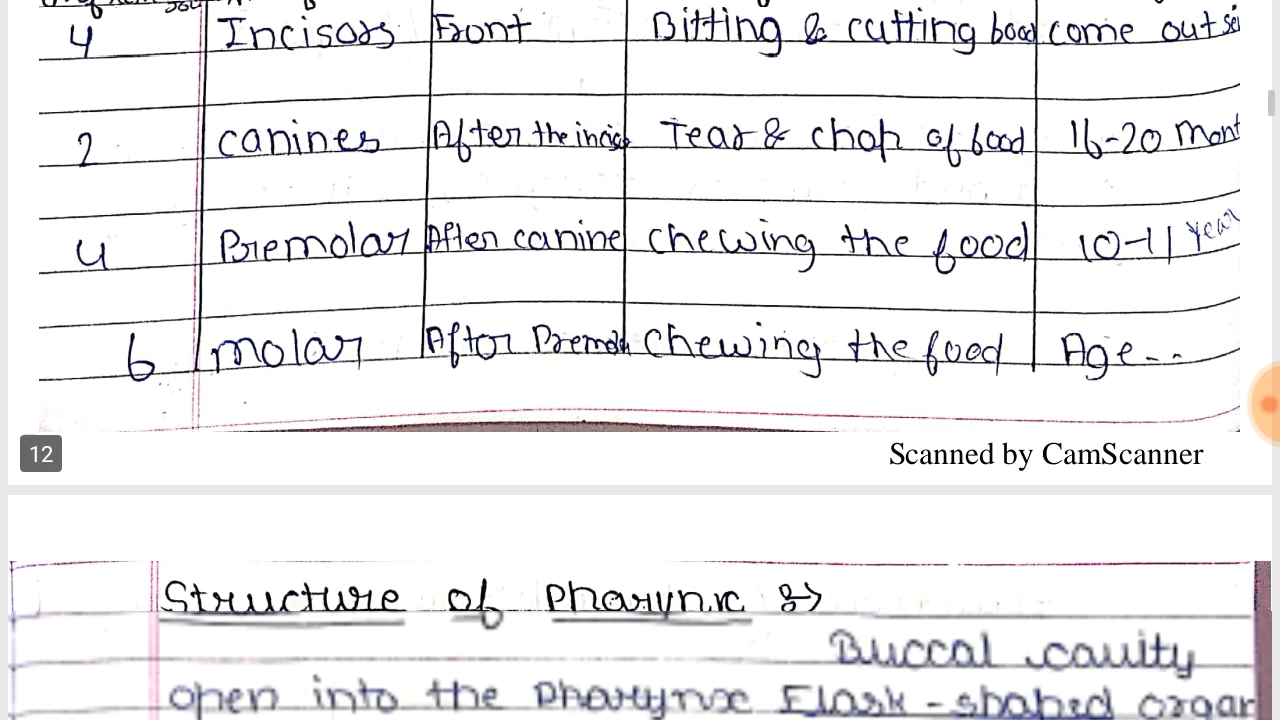 4 Incisors Front Bitting & cutting food come out
2 canines After the Tear & chop of food 16-20 Mont
4 Premolar After canine chewing the food 10-11 Year
6 molar After Premola chewing the food Age--
12 Scanned by CamScanner
Structure of Pharynx :->
Buccal cavity
open into the Pharynx Flask-shaped organ